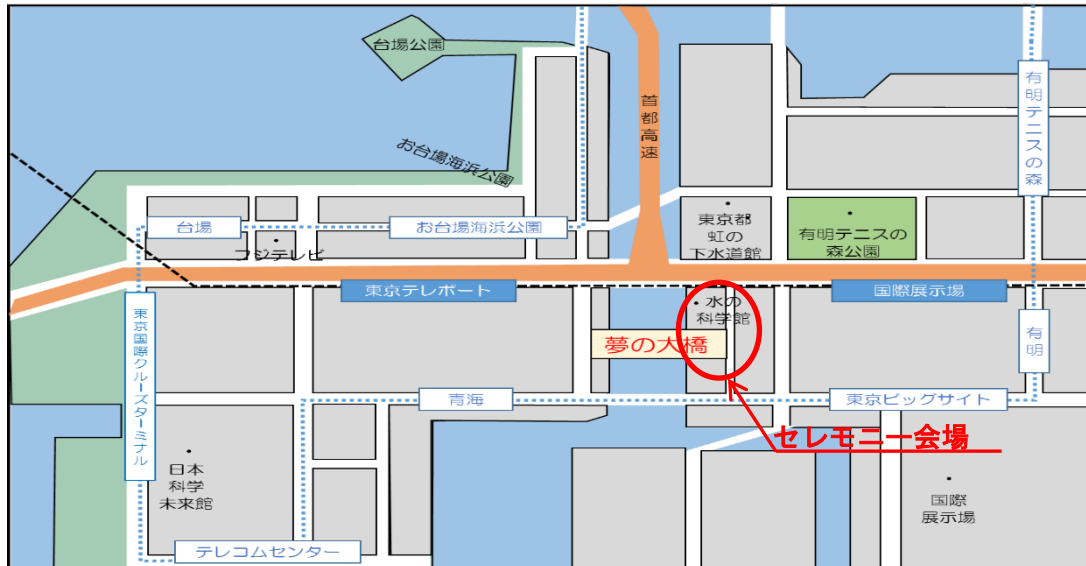 台場公園
首都高速
有明テニスの森
お台場海浜公園
台場
お台場海浜公園
フジテレビ
東京都
虹の
下水道館
有明テニスの
森公園
東京テレポート
国際展示場
水の
科学館
夢の大橋
東京国際クルーズターミナル
有明
青海
東京ビッグサイト
セレモニー会場
日本
科学
未来館
国際
展示場
テレコムセンター